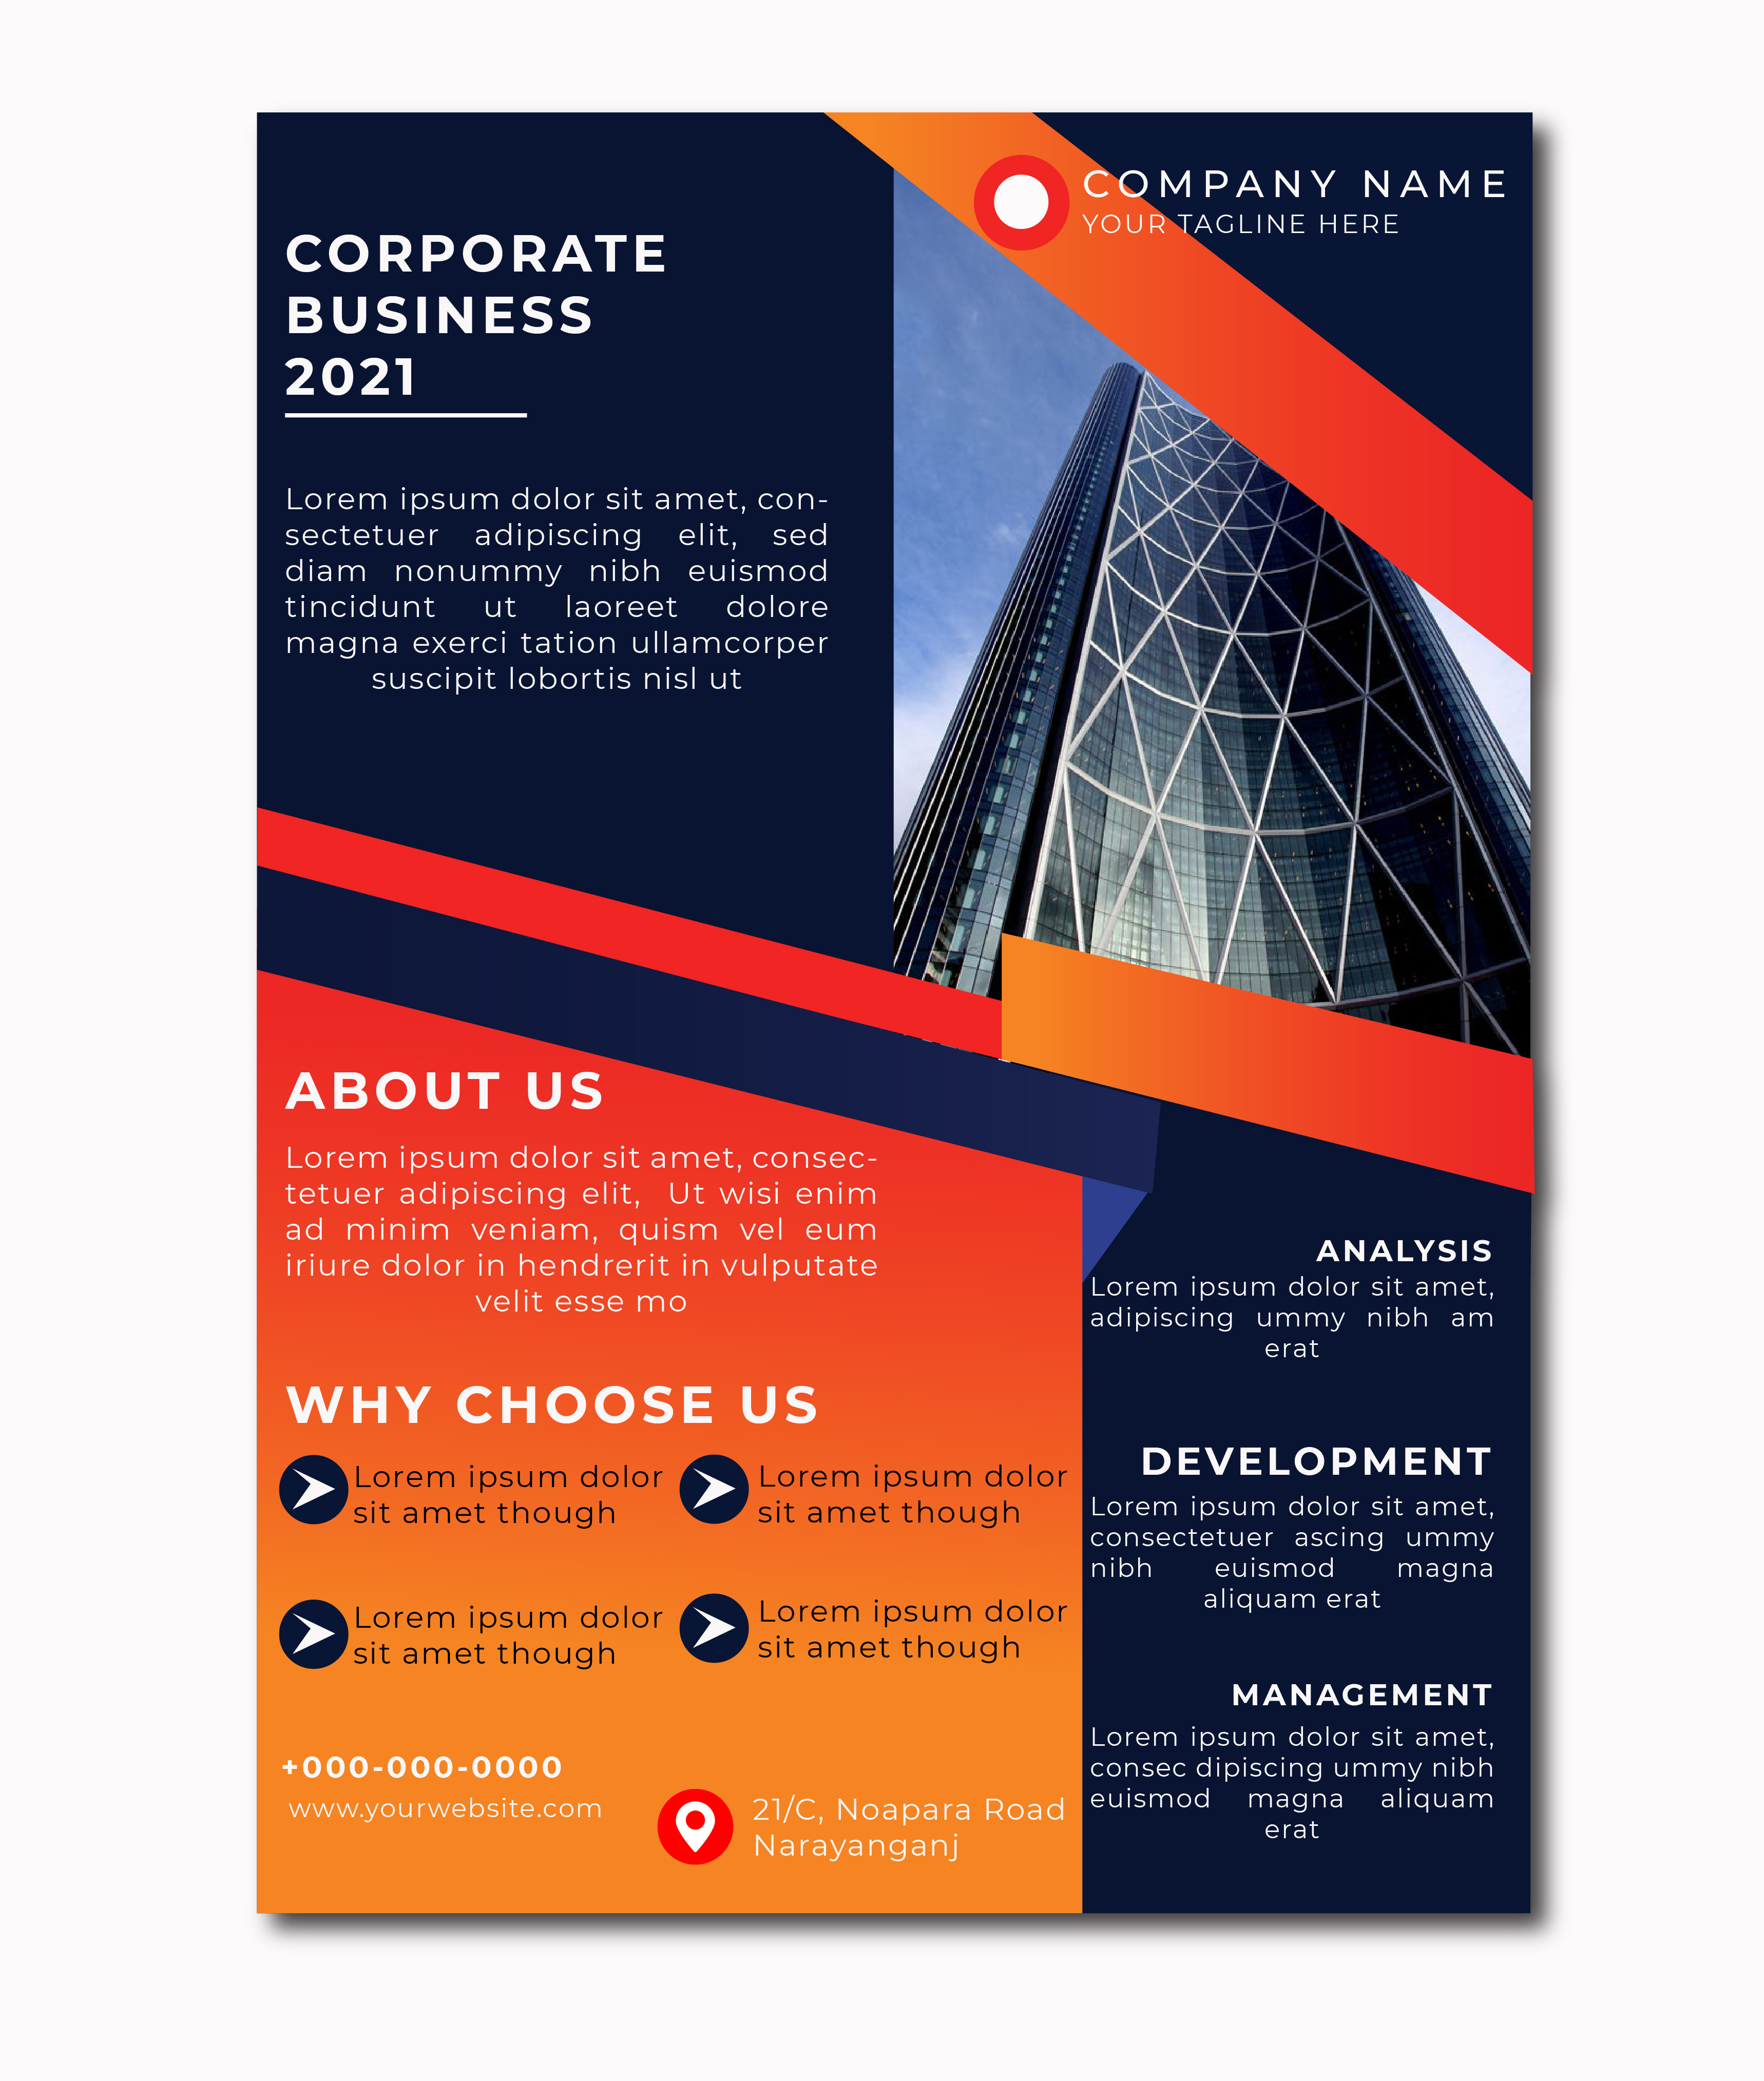 COMPANY NAME
YOUR TAGLINE HERE
CORPORATE
BUSINESS
2021
Lorem ipsum dolor sit amet, con-
sectetuer adipiscing elit, sed
diam nonummy nibh euismod
tincidunt ut laoreet dolore
magna exerci tation ullamcorper
suscipit lobortis nisl ut
ABOUT US
Lorem ipsum dolor sit amet, consec-
tetuer adipiscing elit, Ut wisi enim
ad minim veniam, quism vel eum
iriure dolor in hendrerit in vulputate
velit esse mo
WHY CHOOSE US
Lorem ipsum dolor
sit amet though
Lorem ipsum dolor
sit amet though
Lorem ipsum dolor
sit amet though
Lorem ipsum dolor
sit amet though
+000-000-0000
www.yourwebsite.com
21/C, Noapara Road
Narayanganj
ANALYSIS
Lorem ipsum dolor sit amet,
adipiscing ummy nibh am
erat
DEVELOPMENT
Lorem ipsum dolor sit amet,
consectetuer ascing ummy
nibh euismod magna
aliquam erat
MANAGEMENT
Lorem ipsum dolor sit amet,
consec dipiscing ummy nibh
euismod magna aliquam
erat